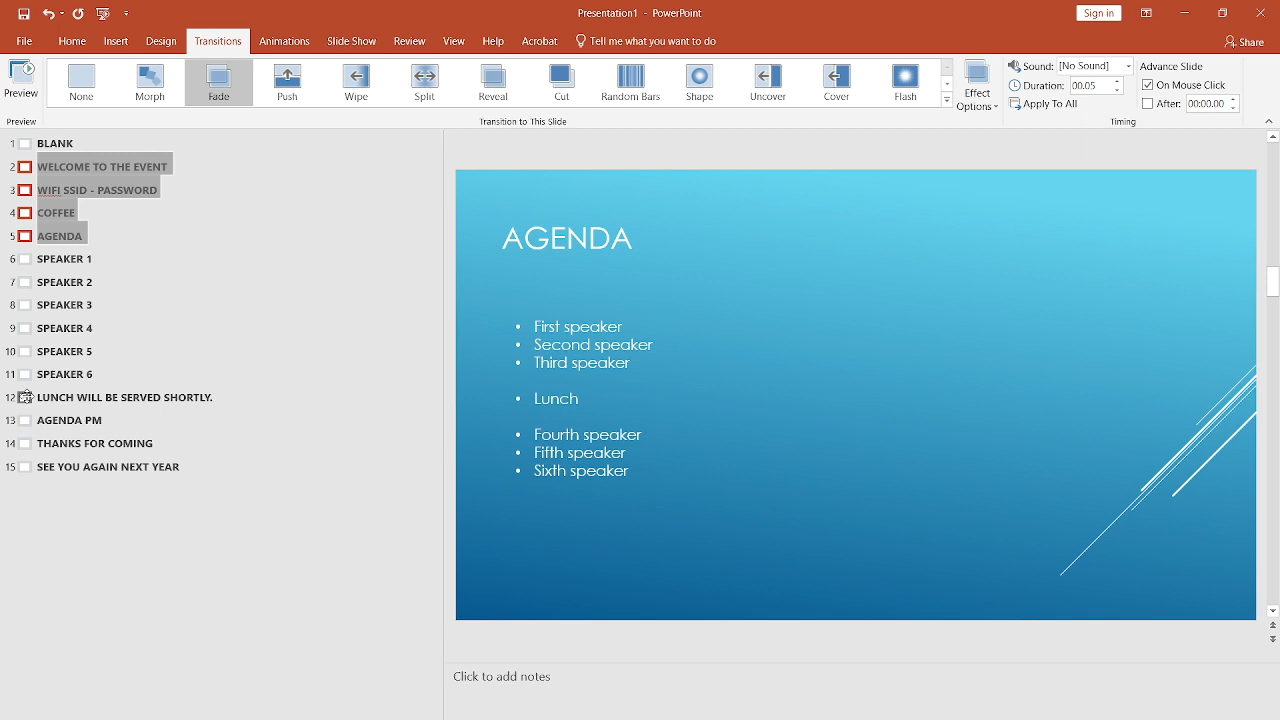 Presentation1 - PowerPoint
Sign in
File Home Insert Design Transitions Animations Slide Show Review View Help Acrobat Tell me what you want to do Share
Preview
None Morph Fade Push Wipe Split Reveal Cut Random Bars Shape Uncover Cover Flash
Effect
Options
Sound: [No Sound]
Duration: 00.05
Apply To All
Advance Slide
On Mouse Click
After: 00:00.00
Preview Transition to This Slide Timing
1 BLANK
2 WELCOME TO THE EVENT
3 WIFI SSID - PASSWORD
4 COFFEE
5 AGENDA
6 SPEAKER 1
7 SPEAKER 2
8 SPEAKER 3
9 SPEAKER 4
10 SPEAKER 5
11 SPEAKER 6
12 LUNCH WILL BE SERVED SHORTLY.
13 AGENDA PM
14 THANKS FOR COMING
15 SEE YOU AGAIN NEXT YEAR
AGENDA
• First speaker
• Second speaker
• Third speaker
• Lunch
• Fourth speaker
• Fifth speaker
• Sixth speaker
Click to add notes